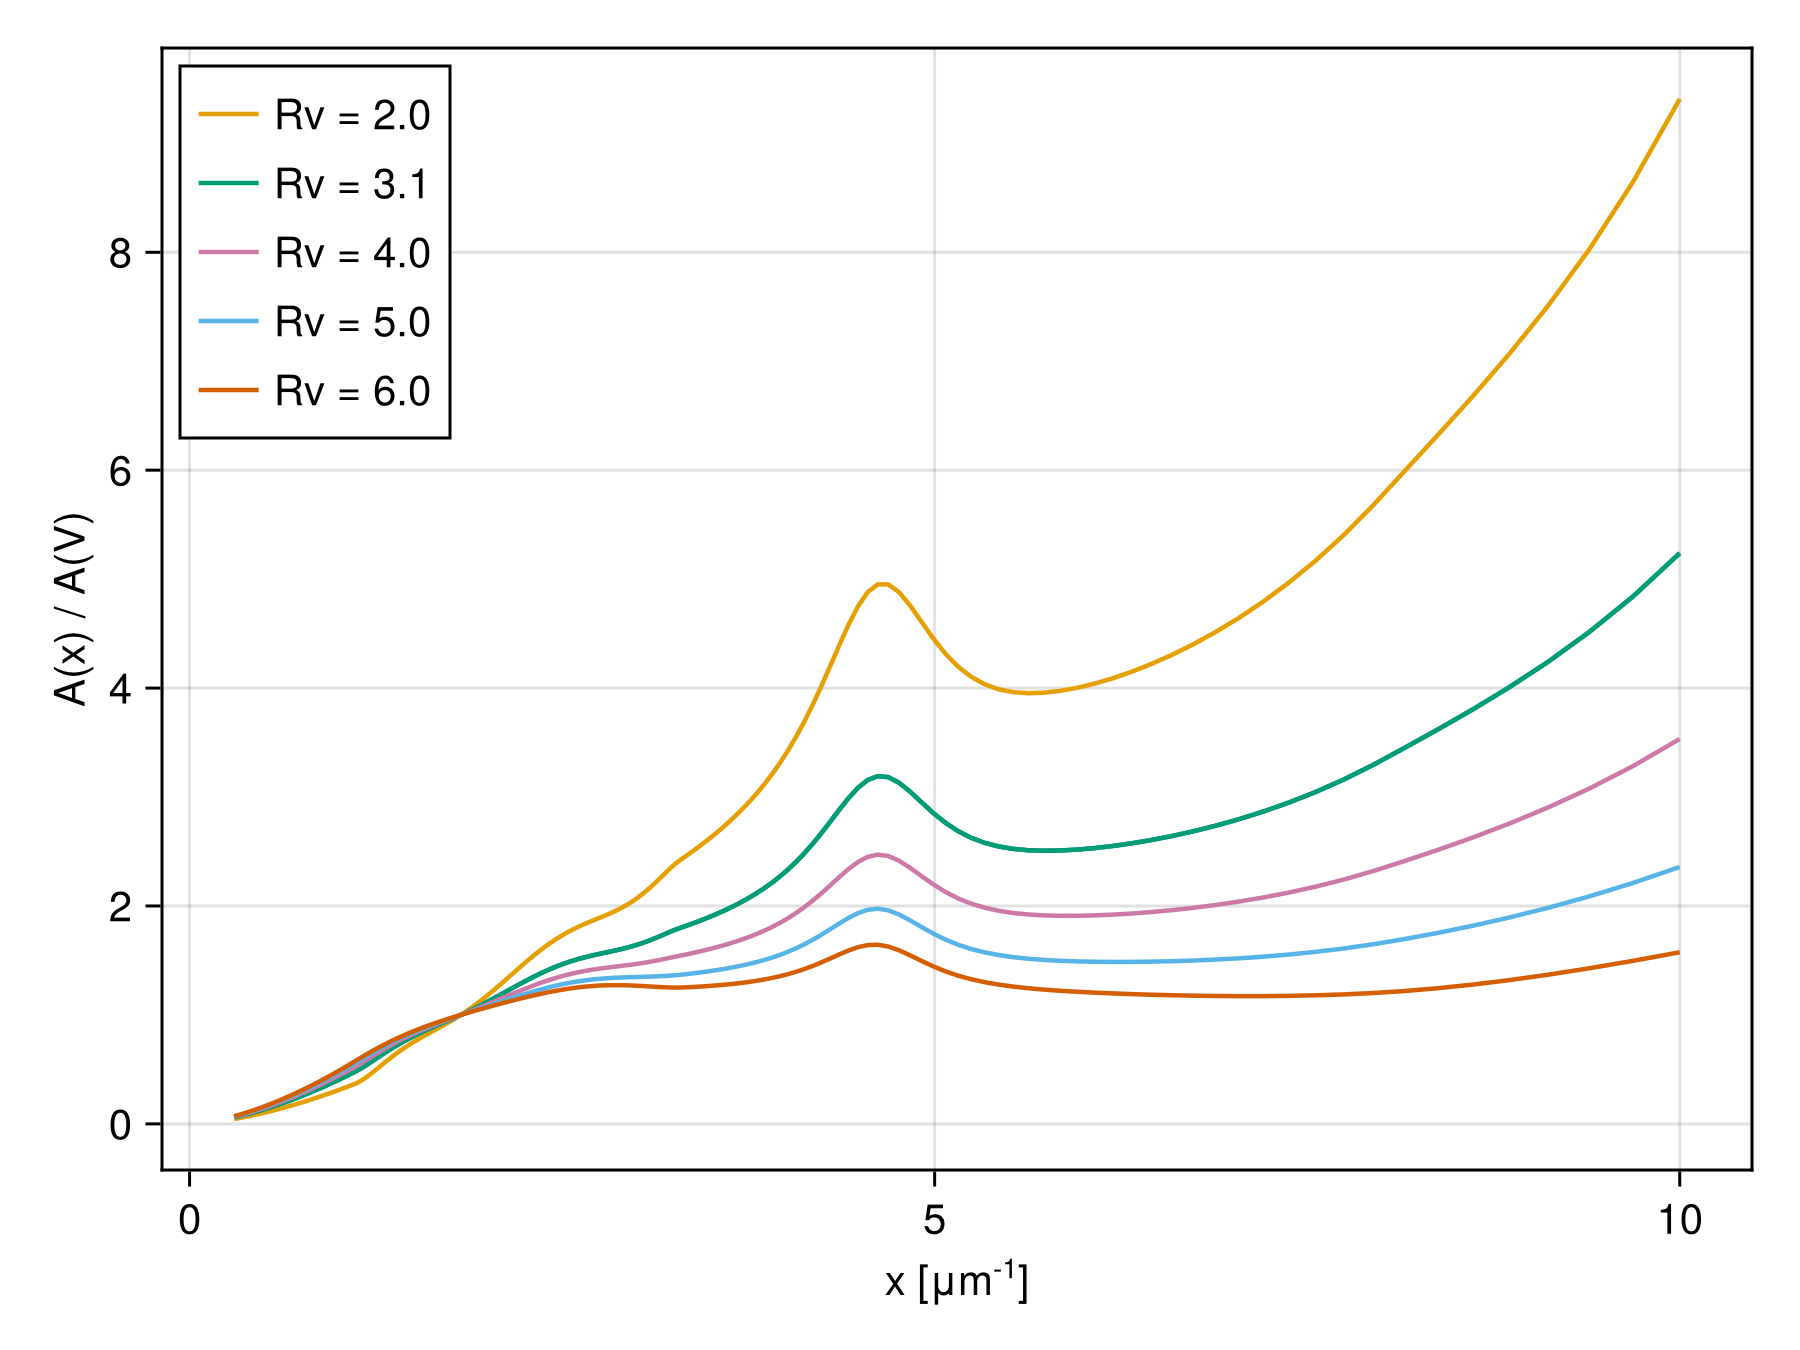 Rv = 2.0
Rv = 3.1
Rv = 4.0
Rv = 5.0
Rv = 6.0
8
6
4
2
0
A(x) / A(V)
0 5 10
x [µm⁻¹]